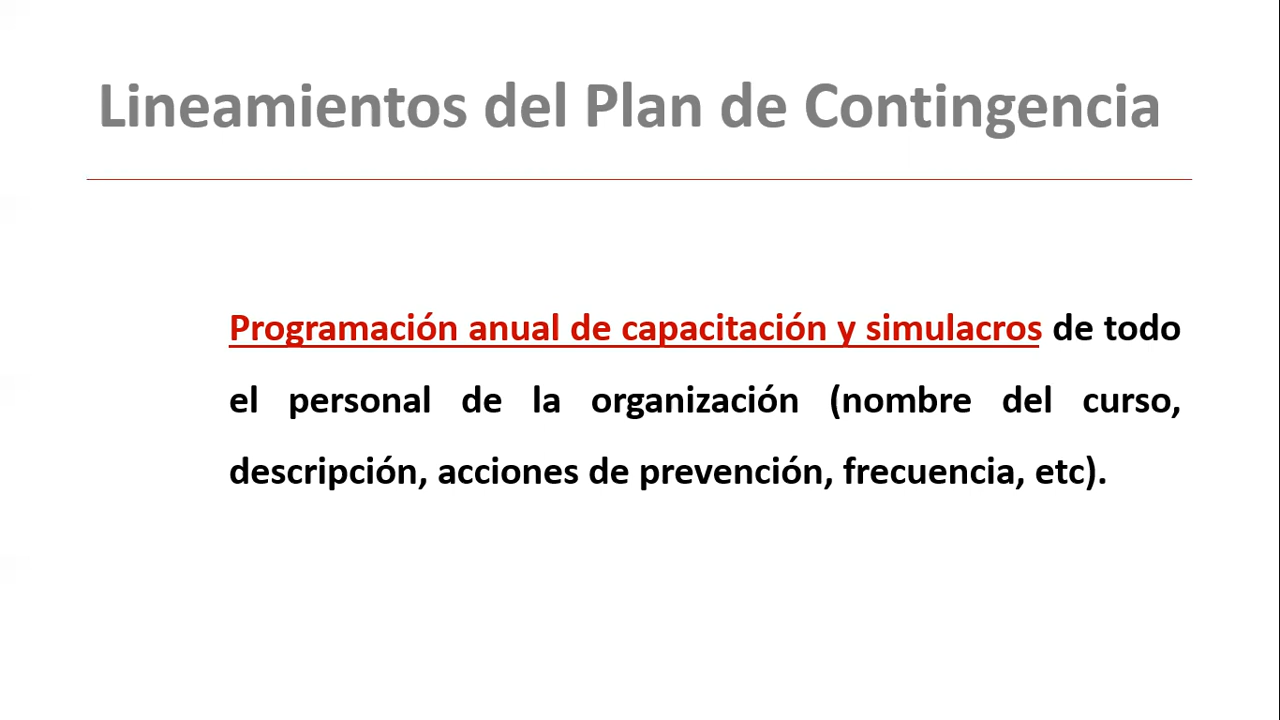 Lineamientos del Plan de Contingencia
Programación anual de capacitación y simulacros de todo
el personal de la organización (nombre del curso,
descripción, acciones de prevención, frecuencia, etc).